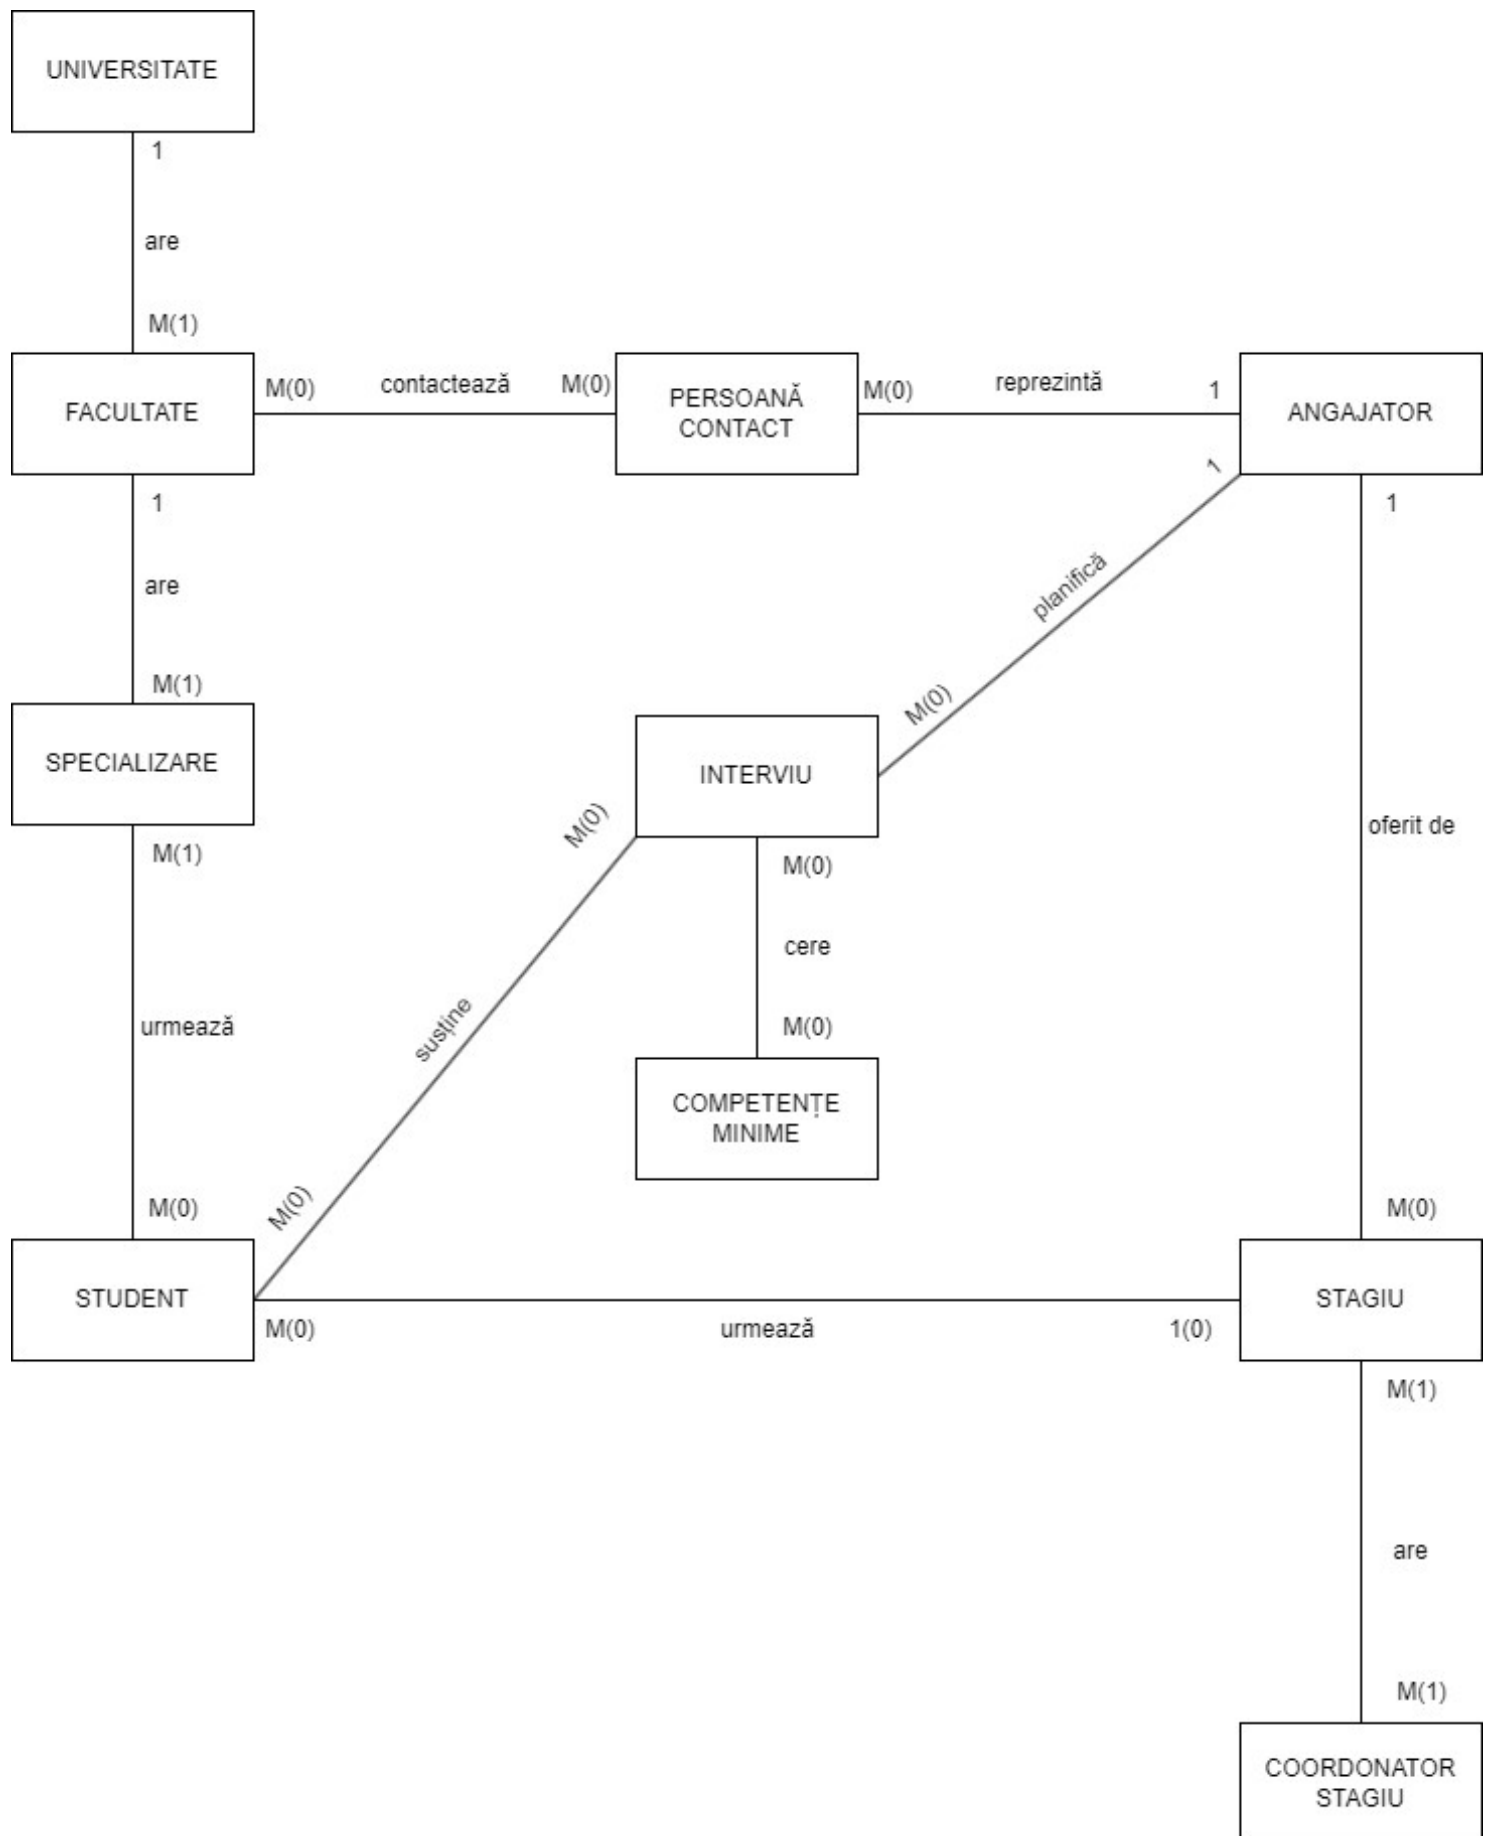 UNIVERSITATE
1
are
M(1)
FACULTATE
M(0)
contactează
M(0)
PERSOANĂ
CONTACT
M(0)
reprezintă
1
ANGAJATOR
1
are
M(1)
SPECIALIZARE
M(1)
urmează
M(0)
STUDENT
1
planifică
M(0)
INTERVIU
M(0)
susține
M(0)
M(0)
cere
M(0)
COMPETENȚE
MINIME
1
oferit de
M(0)
STAGIU
M(0)
urmează
1(0)
M(1)
are
M(1)
COORDONATOR
STAGIU